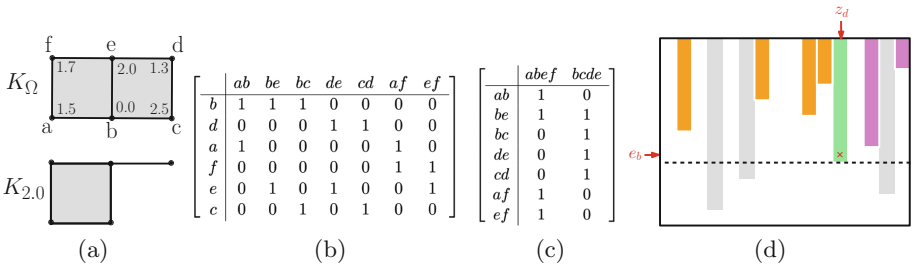 f e d
K_Ω
1.7 2.0 1.3
1.5 0.0 2.5
a b c
K_{2.0}
(a)
ab be bc de cd af ef
b 1 1 1 0 0 0 0
d 0 0 0 1 1 0 0
a 1 0 0 0 0 1 0
f 0 0 0 0 0 1 1
e 0 1 0 1 0 0 1
c 0 0 1 0 1 0 0
(b)
abef bcde
ab 1 0
be 1 1
bc 0 1
de 0 1
cd 0 1
af 1 0
ef 1 0
(c)
z_d
e_b
×
(d)